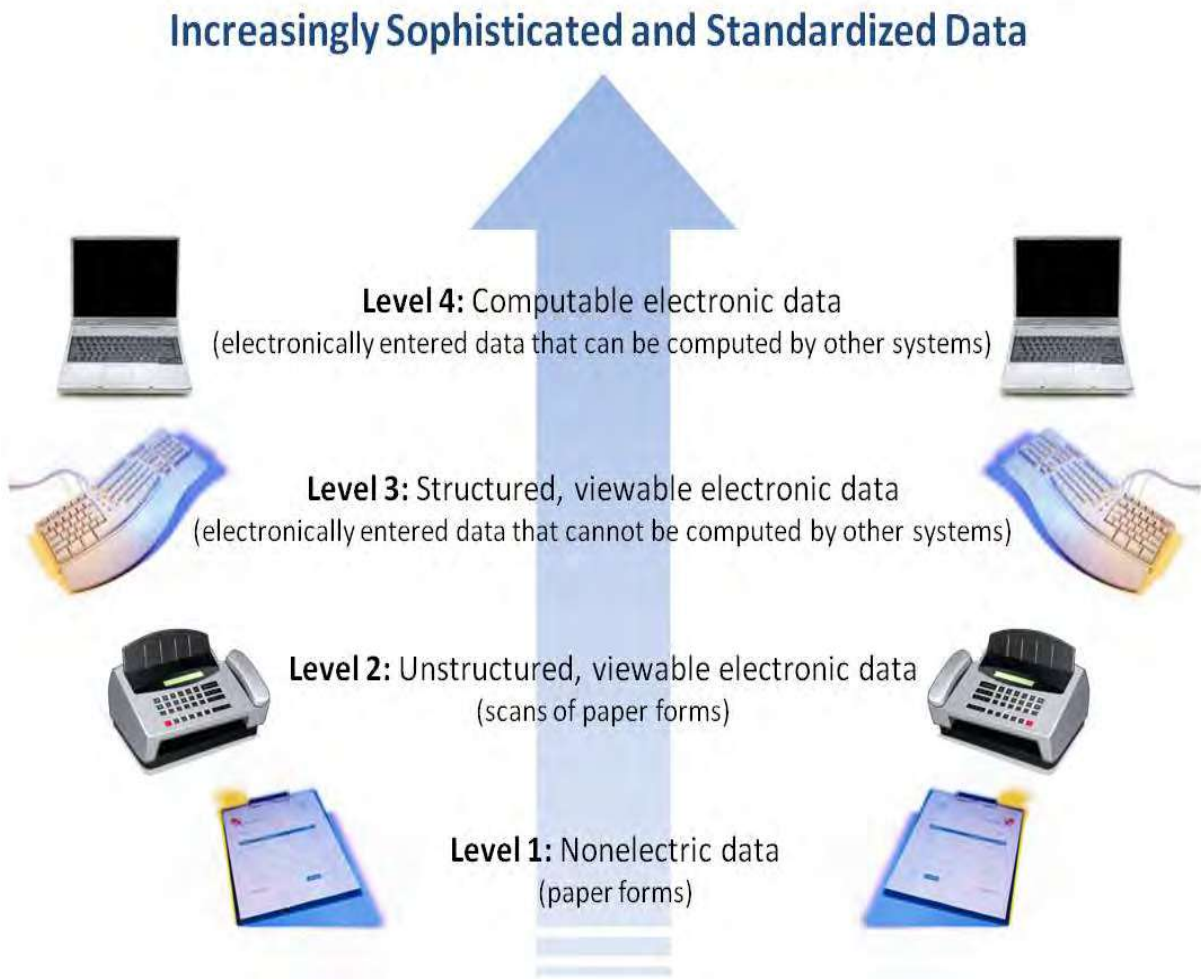 Increasingly Sophisticated and Standardized Data
Level 4: Computable electronic data
(electronically entered data that can be computed by other systems)
Level 3: Structured, viewable electronic data
(electronically entered data that cannot be computed by other systems)
Level 2: Unstructured, viewable electronic data
(scans of paper forms)
Level 1: Nonelectric data
(paper forms)